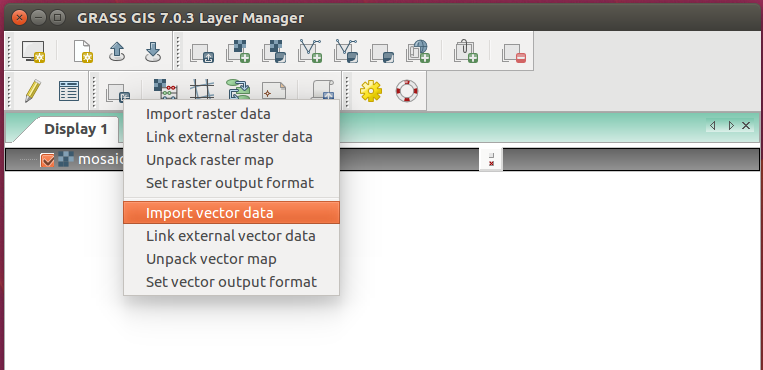 GRASS GIS 7.0.3 Layer Manager
Display 1
mosaic
Import raster data
Link external raster data
Unpack raster map
Set raster output format
Import vector data
Link external vector data
Unpack vector map
Set vector output format